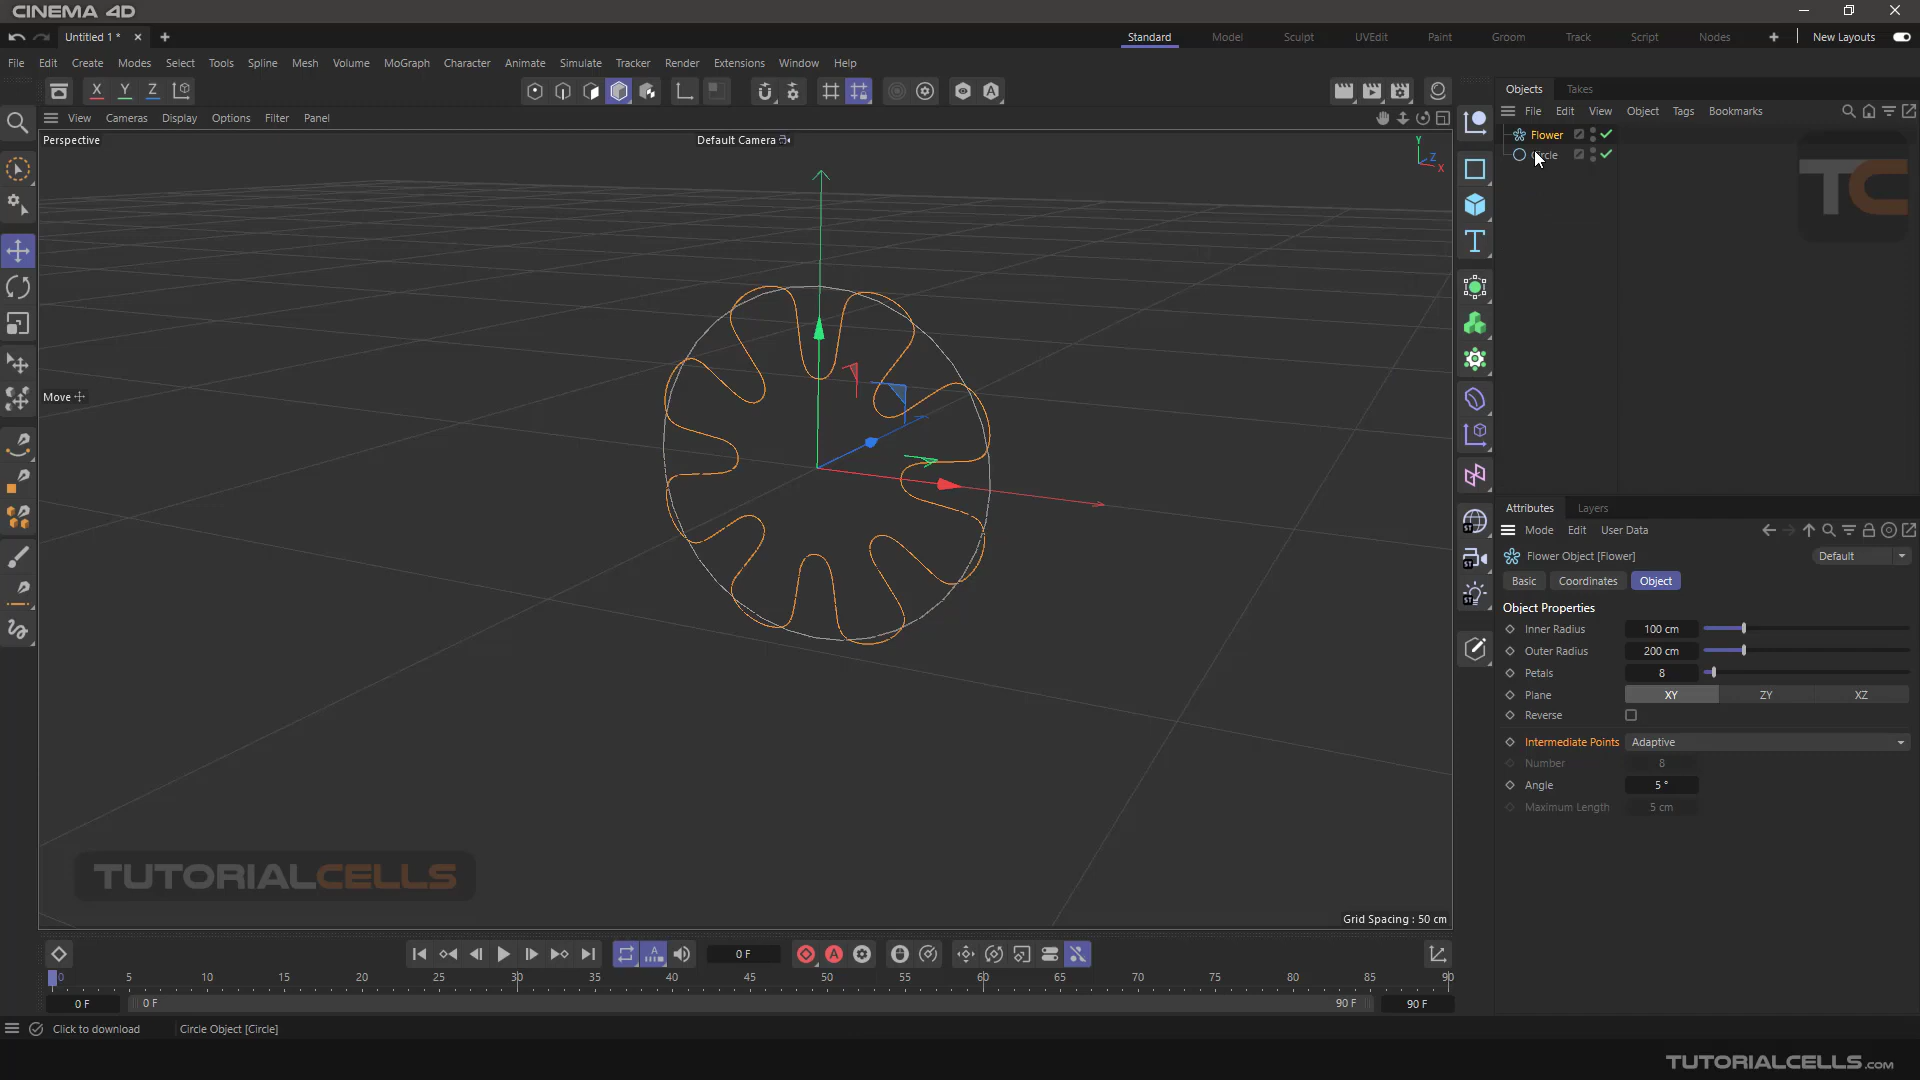 CINEMA 4D
Untitled 1 *
Standard Model Sculpt UVEdit Paint Groom Track Script Nodes New Layouts
File Edit Create Modes Select Tools Spline Mesh Volume MoGraph Character Animate Simulate Tracker Render Extensions Window Help
X Y Z
Objects Takes
View Cameras Display Options Filter Panel
File Edit View Object Tags Bookmarks
Perspective
Default Camera
Y
Z
X
Flower
TC
Move
Attributes Layers
Mode Edit User Data
Flower Object [Flower]
Default
Basic Coordinates Object
Object Properties
Inner Radius 100 cm
Outer Radius 200 cm
Petals 8
Plane XY ZY XZ
Reverse
Intermediate Points Adaptive
Number 8
Angle 5 °
Maximum Length 5 cm
TUTORIALCELLS
Grid Spacing : 50 cm
0 F
0 5 10 15 20 25 30 35 40 45 50 55 60 65 70 75 80 85 90
0 F 0 F 90 F 90 F
Click to download Circle Object [Circle]
TUTORIALCELLS.COM